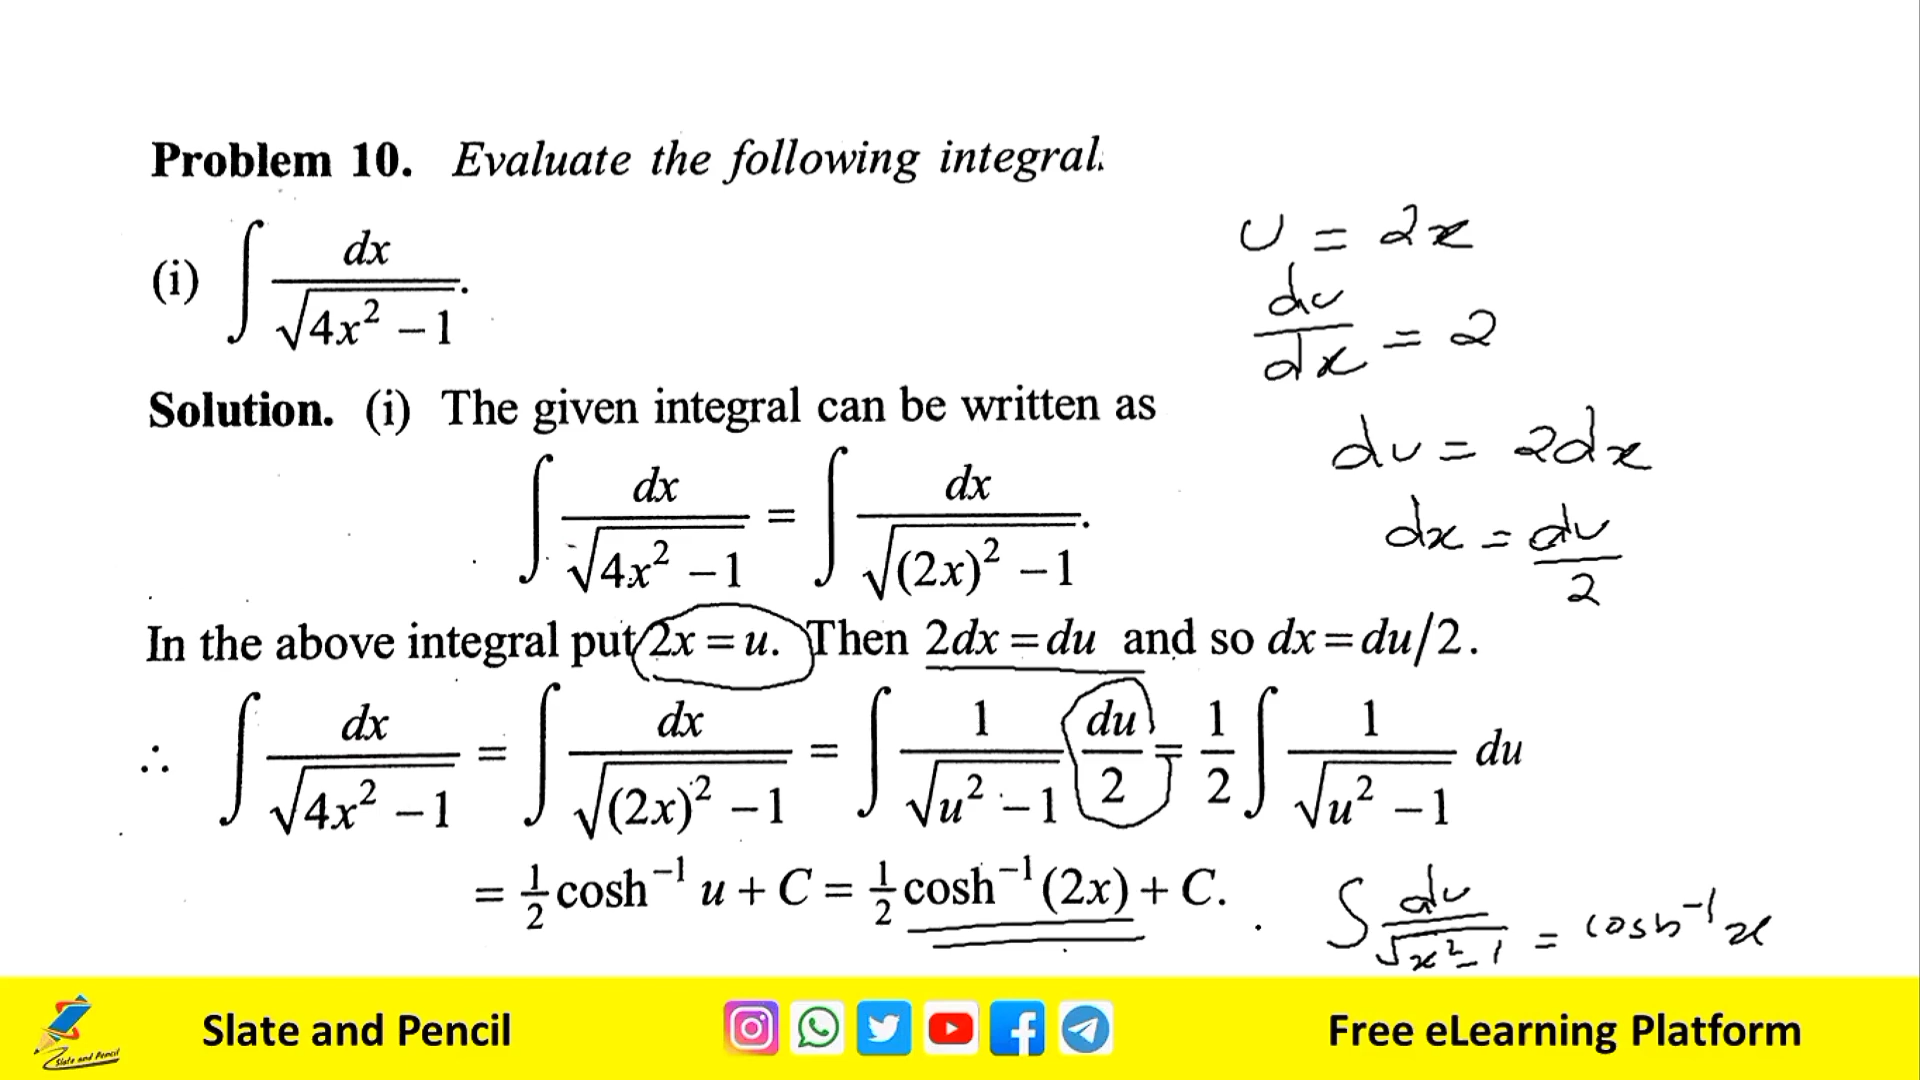 Problem 10. Evaluate the following integral.
(i) ∫ dx / √(4x² – 1).
Solution. (i) The given integral can be written as
∫ dx / √(4x² – 1) = ∫ dx / √((2x)² – 1).
In the above integral put 2x = u. Then 2dx = du and so dx = du/2.
∴ ∫ dx / √(4x² – 1) = ∫ dx / √((2x)² – 1) = ∫ 1 / √(u² – 1) du / 2 = 1/2 ∫ 1 / √(u² – 1) du
= 1/2 cosh⁻¹ u + C = 1/2 cosh⁻¹ (2x) + C.
u = 2x
du / dx = 2
du = 2dx
dx = du / 2
∫ du / √(x² – 1) = cosh⁻¹ x
Slate and Pencil
Slate and Pencil
Free eLearning Platform